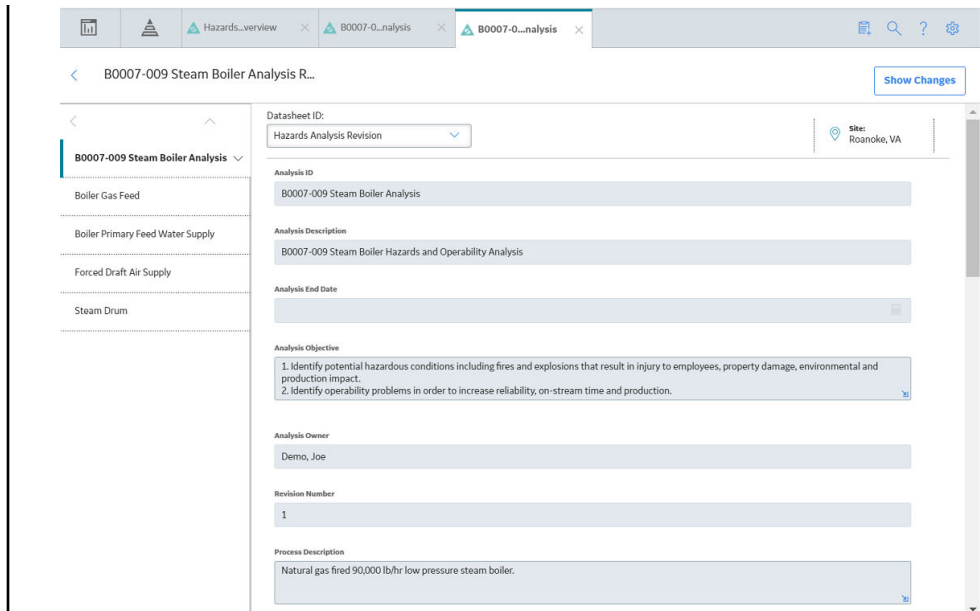 Hazards...verview
B0007-0...nalysis
B0007-0...nalysis
B0007-009 Steam Boiler Analysis R...
Show Changes
Datasheet ID:
Hazards Analysis Revision
Site:
Roanoke, VA
B0007-009 Steam Boiler Analysis
Boiler Gas Feed
Boiler Primary Feed Water Supply
Forced Draft Air Supply
Steam Drum
Analysis ID
B0007-009 Steam Boiler Analysis
Analysis Description
B0007-009 Steam Boiler Hazards and Operability Analysis
Analysis End Date
Analysis Objective
1. Identify potential hazardous conditions including fires and explosions that result in injury to employees, property damage, environmental and
production impact.
2. Identify operability problems in order to increase reliability, on-stream time and production.
Analysis Owner
Demo, Joe
Revision Number
1
Process Description
Natural gas fired 90,000 lb/hr low pressure steam boiler.